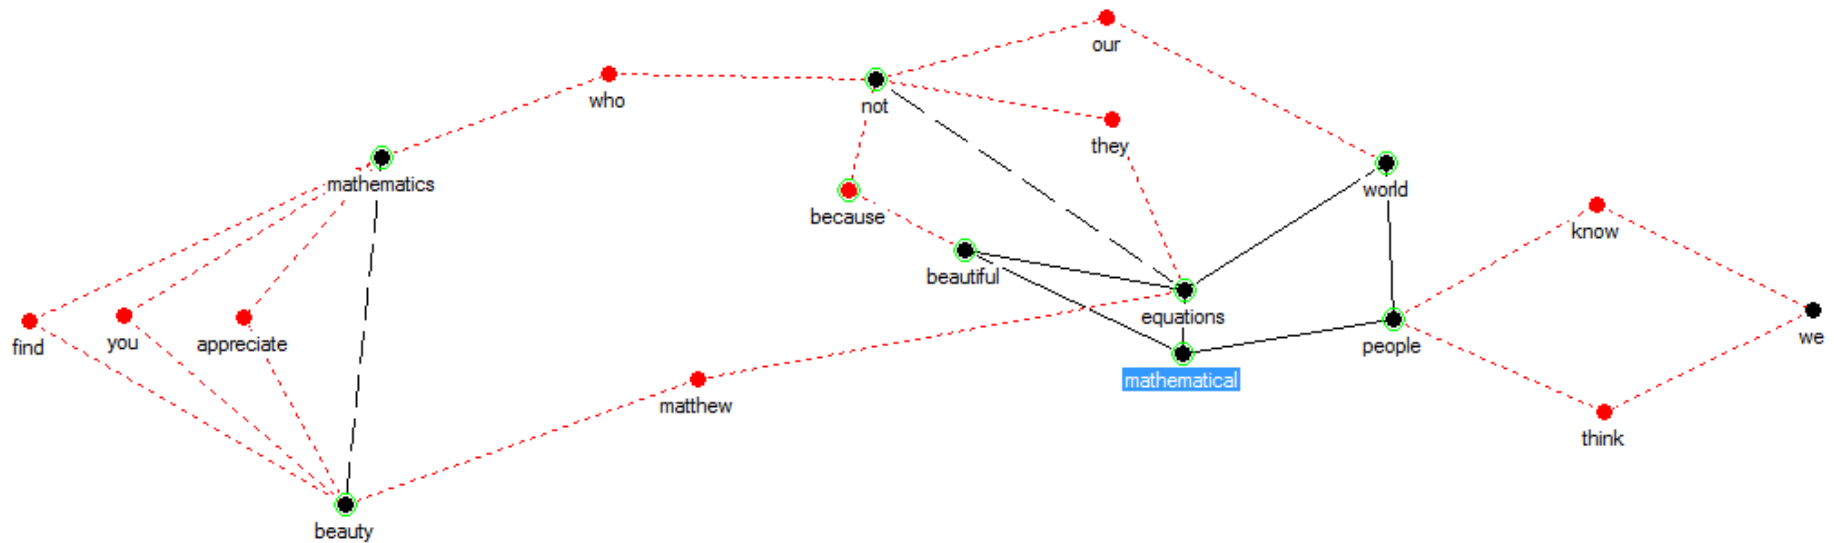 our
who
not
they
mathematics
world
because
know
beautiful
equations
find
you
appreciate
people
we
mathematical
matthew
think
beauty